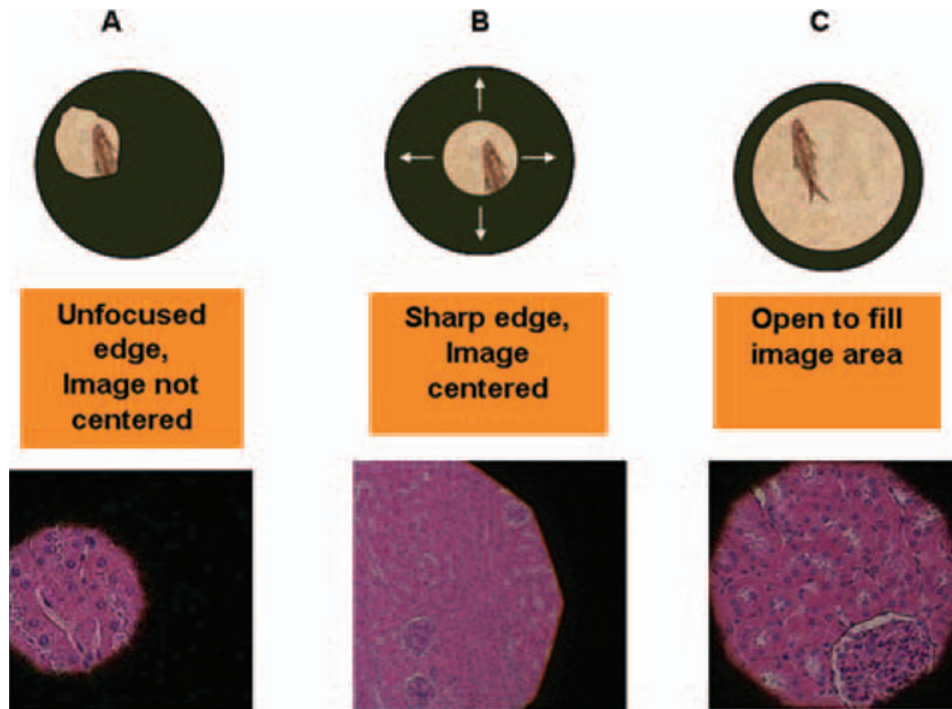 A
B
C
Unfocused
edge,
Image not
centered
Sharp edge,
Image
centered
Open to fill
image area